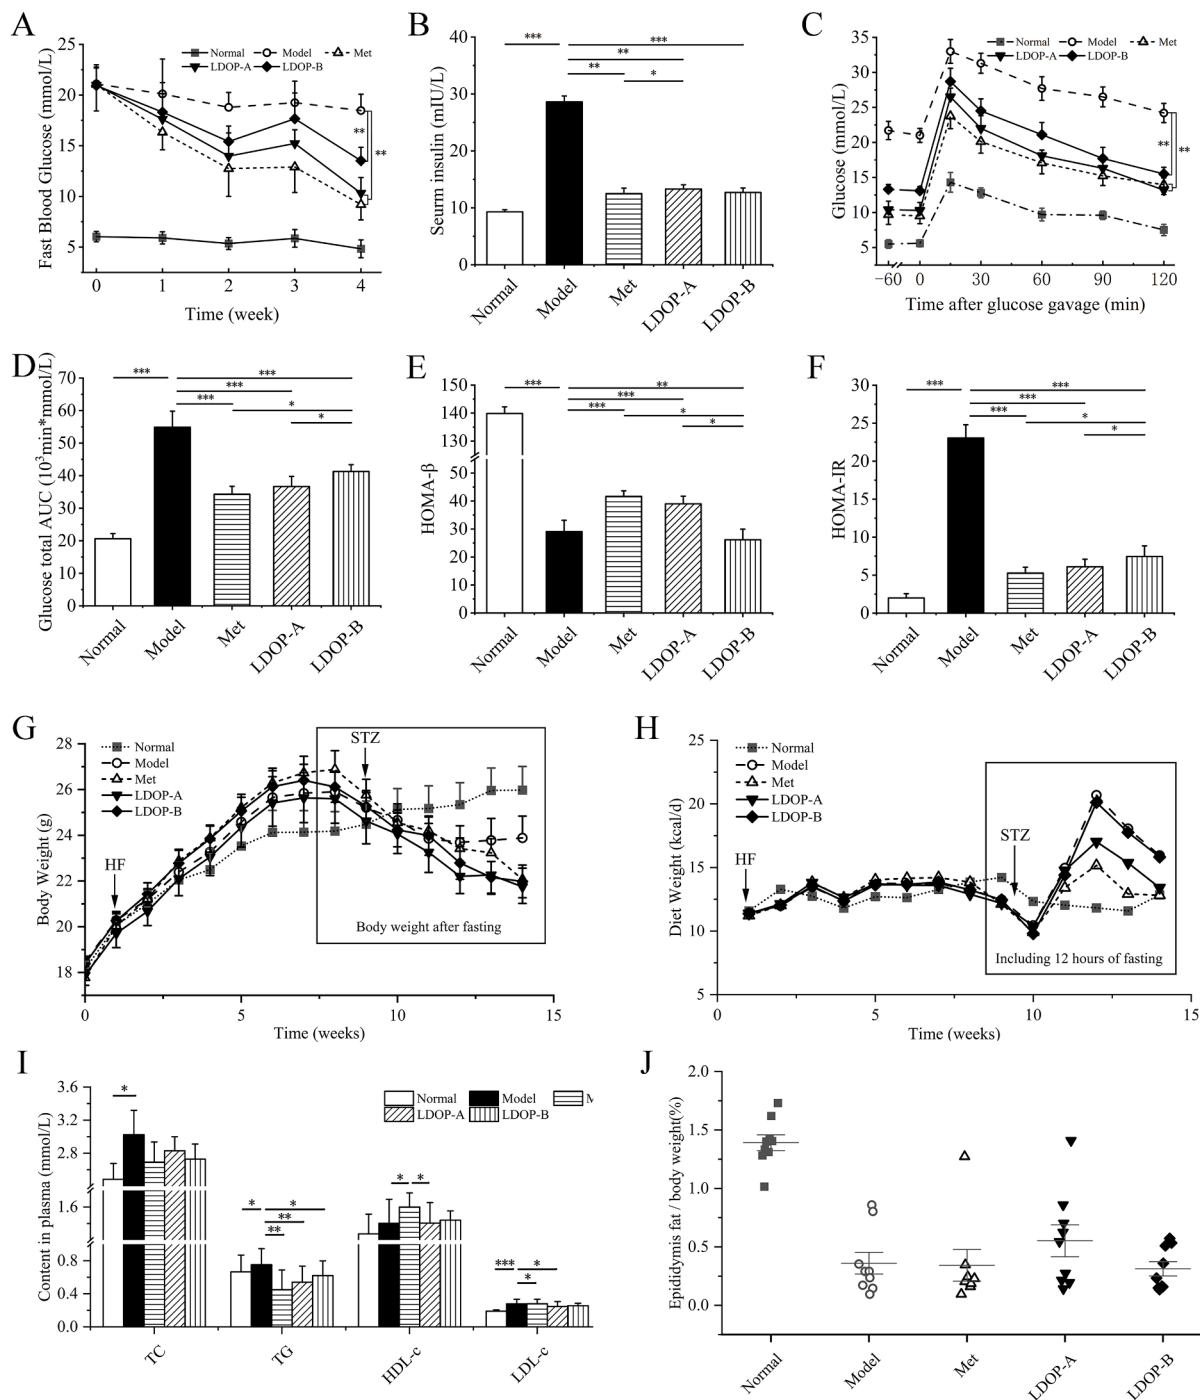 A
Normal Model Met
LDOP-A LDOP-B
Fast Blood Glucose (mmol/L)
25
20
15
10
5
**
**
0 1 2 3 4
Time (week)
B
Seurm insulin (mIU/L)
40
30
20
10
0
*** ***
**
** *
Normal Model Met LDOP-A LDOP-B
C
Normal Model Met
LDOP-A LDOP-B
Glucose (mmol/L)
35
30
25
20
15
10
5
**
**
−60 0 30 60 90 120
Time after glucose gavage (min)
D
Glucose total AUC (10³min*mmol/L)
70
60
50
40
30
20
10
0
*** ***
***
*** *
*
Normal Model Met LDOP-A LDOP-B
E
HOMA-β
150
140
130
50
40
30
20
10
0
*** **
***
*** *
*
Normal Model Met LDOP-A LDOP-B
F
HOMA-IR
30
25
20
15
10
5
0
*** ***
***
*** *
*
Normal Model Met LDOP-A LDOP-B
G
Normal
Model
Met
LDOP-A
LDOP-B
Body Weight (g)
28
26
24
22
20
18
HF
STZ
Body weight after fasting
0 5 10 15
Time (weeks)
H
Normal
Model
Met
LDOP-A
LDOP-B
Diet Weight (kcal/d)
25
20
15
10
5
HF
STZ
Including 12 hours of fasting
0 5 10 15
Time (weeks)
I
Normal Model M
LDOP-A LDOP-B
Content in plasma (mmol/L)
3.6
3.2
2.8
1.6
1.2
0.8
0.4
0.0
*
* *
**
**
* *
*** *
*
TC TG HDL-c LDL-c
J
Epididymis fat / body weight(%)
2.0
1.5
1.0
0.5
0.0
Normal Model Met LDOP-A LDOP-B